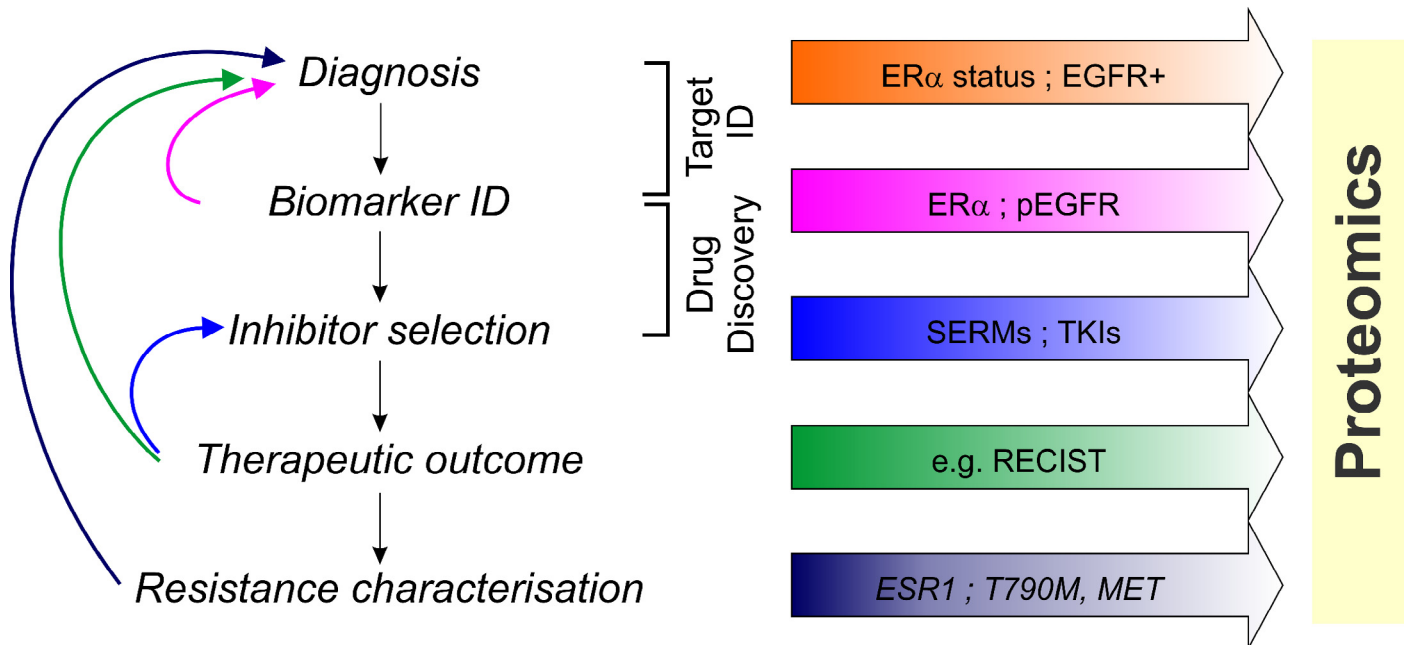 Diagnosis
Biomarker ID
Inhibitor selection
Therapeutic outcome
Resistance characterisation
Target
ID
Drug
Discovery
ERα status ; EGFR+
ERα ; pEGFR
SERMs ; TKIs
e.g. RECIST
ESR1 ; T790M, MET
Proteomics